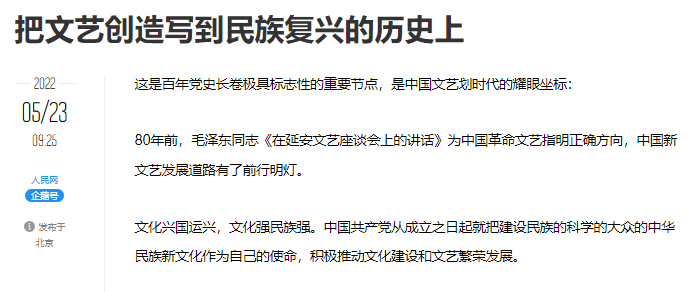 把文艺创造写到民族复兴的历史上
2022
05/23
09:25
人民网
企鹅号
发布于
北京
这是百年党史长卷极具标志性的重要节点，是中国文艺划时代的耀眼坐标：
80年前，毛泽东同志《在延安文艺座谈会上的讲话》为中国革命文艺指明正确方向，中国新
文艺发展道路有了前行明灯。
文化兴国运兴，文化强民族强。中国共产党从成立之日起就把建设民族的科学的大众的中华
民族新文化作为自己的使命，积极推动文化建设和文艺繁荣发展。